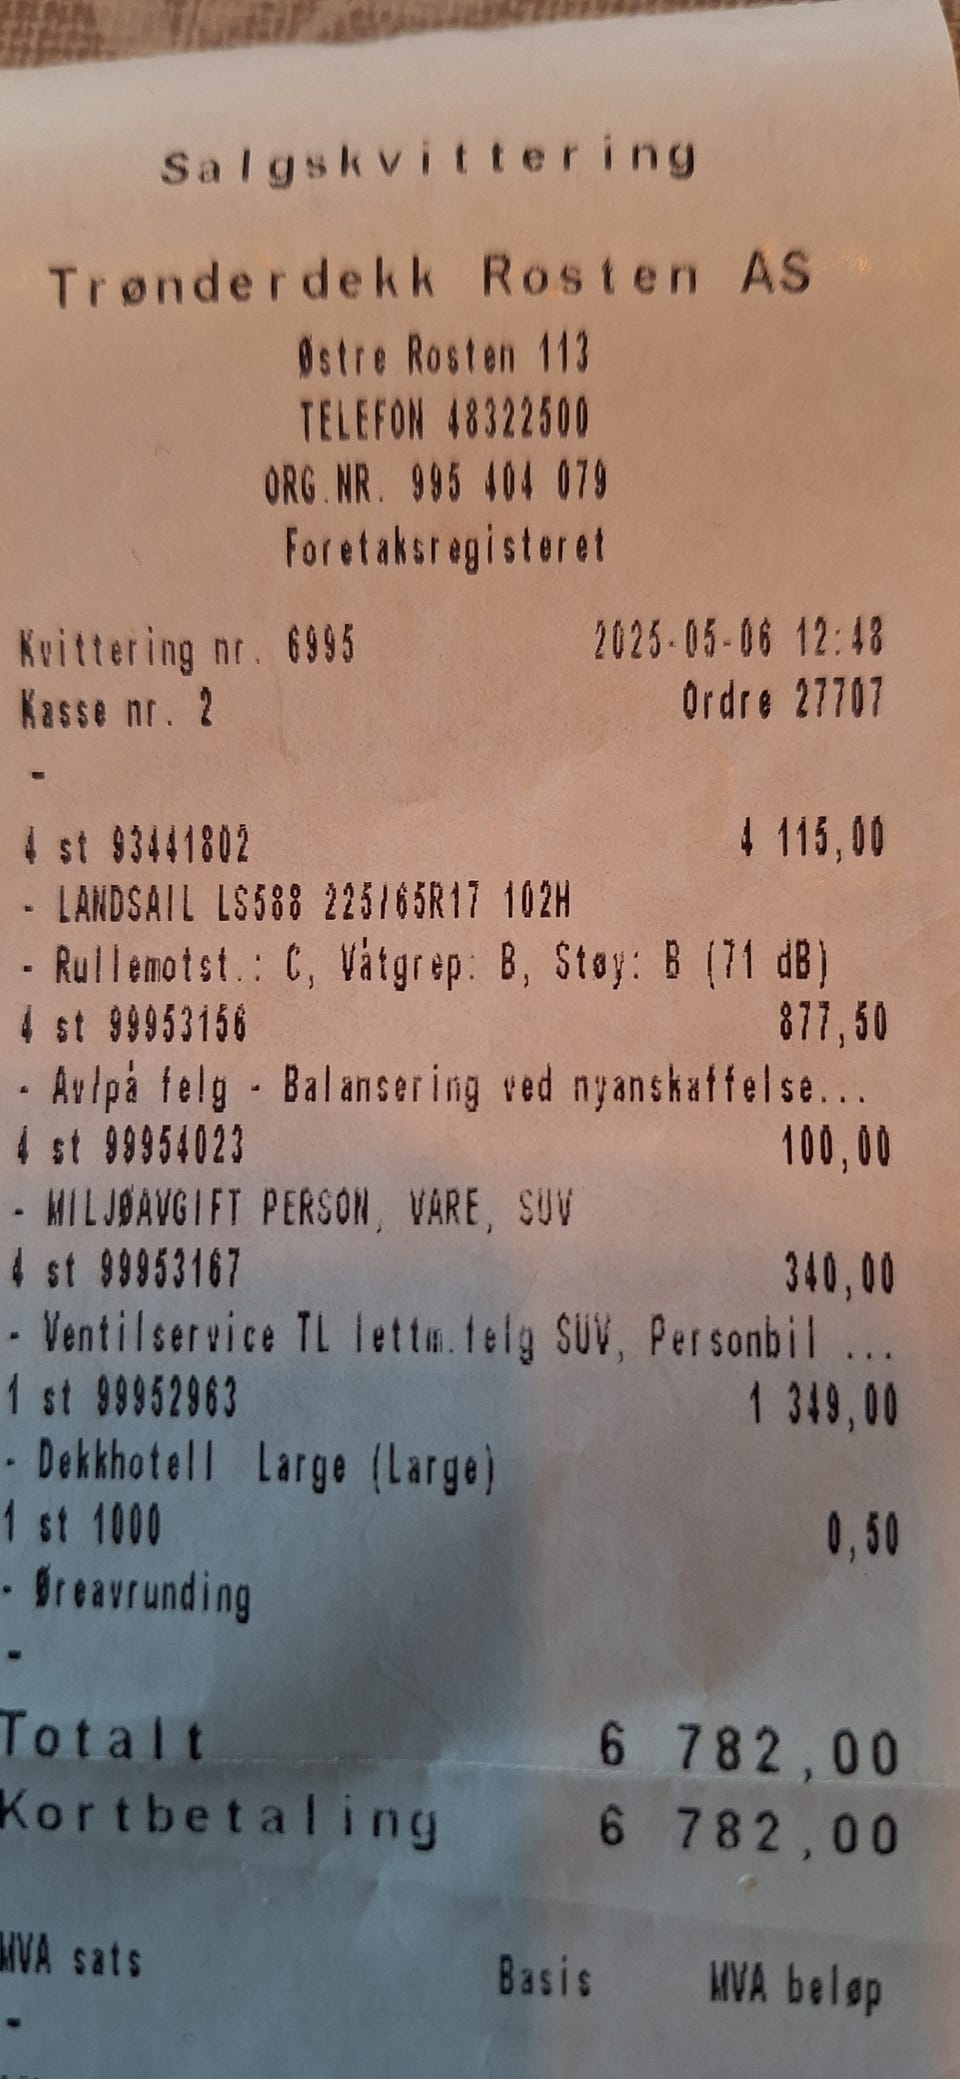 Salgskvittering
Trønderdekk Rosten AS
Østre Rosten 113
TELEFON 48322500
ORG.NR. 995 404 079
Foretaksregisteret
Kvittering nr. 6995 2025-05-06 12:48
Kasse nr. 2 Ordre 27707
-
4 st 93441802 4 115,00
- LANDSAIL LS588 225/65R17 102H
- Rullemotst.: C, Våtgrep: B, Støy: B (71 dB)
4 st 99953156 877,50
- Av/på felg - Balansering ved nyanskaffelse...
4 st 99954023 100,00
- MILJØAVGIFT PERSON, VARE, SUV
4 st 99953167 340,00
- Ventilservice TL lettm.felg SUV, Personbil ...
1 st 99952963 1 349,00
- Dekkhotell Large (Large)
1 st 1000 0,50
- Øreavrunding
-
Totalt 6 782,00
Kortbetaling 6 782,00
MVA sats Basis MVA beløp
-